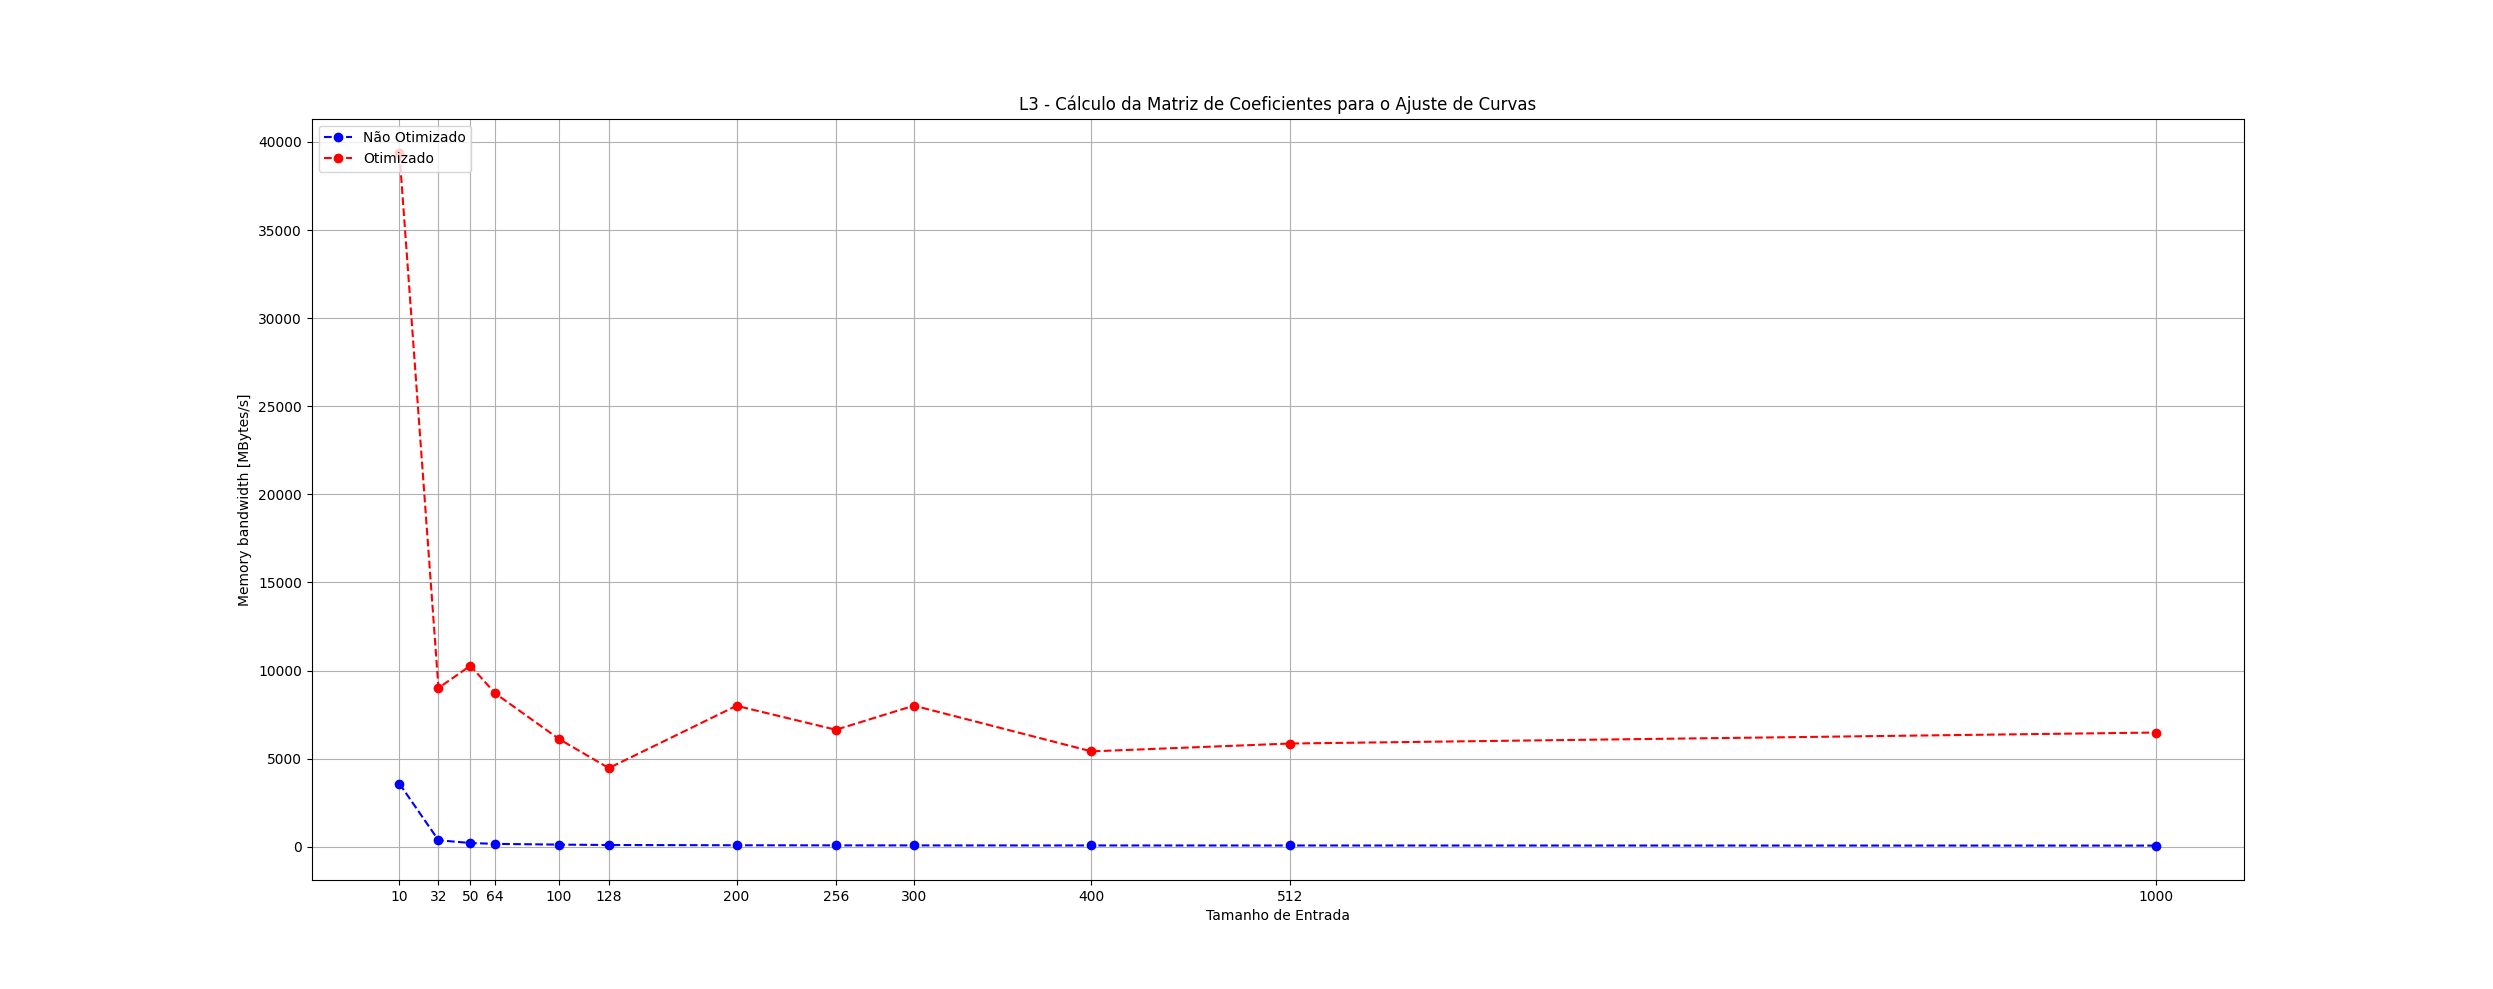 L3 - Cálculo da Matriz de Coeficientes para o Ajuste de Curvas
Não Otimizado
Otimizado
40000
35000
30000
25000
20000
15000
10000
5000
0
Memory bandwidth [MBytes/s]
10 32 50 64 100 128 200 256 300 400 512 1000
Tamanho de Entrada